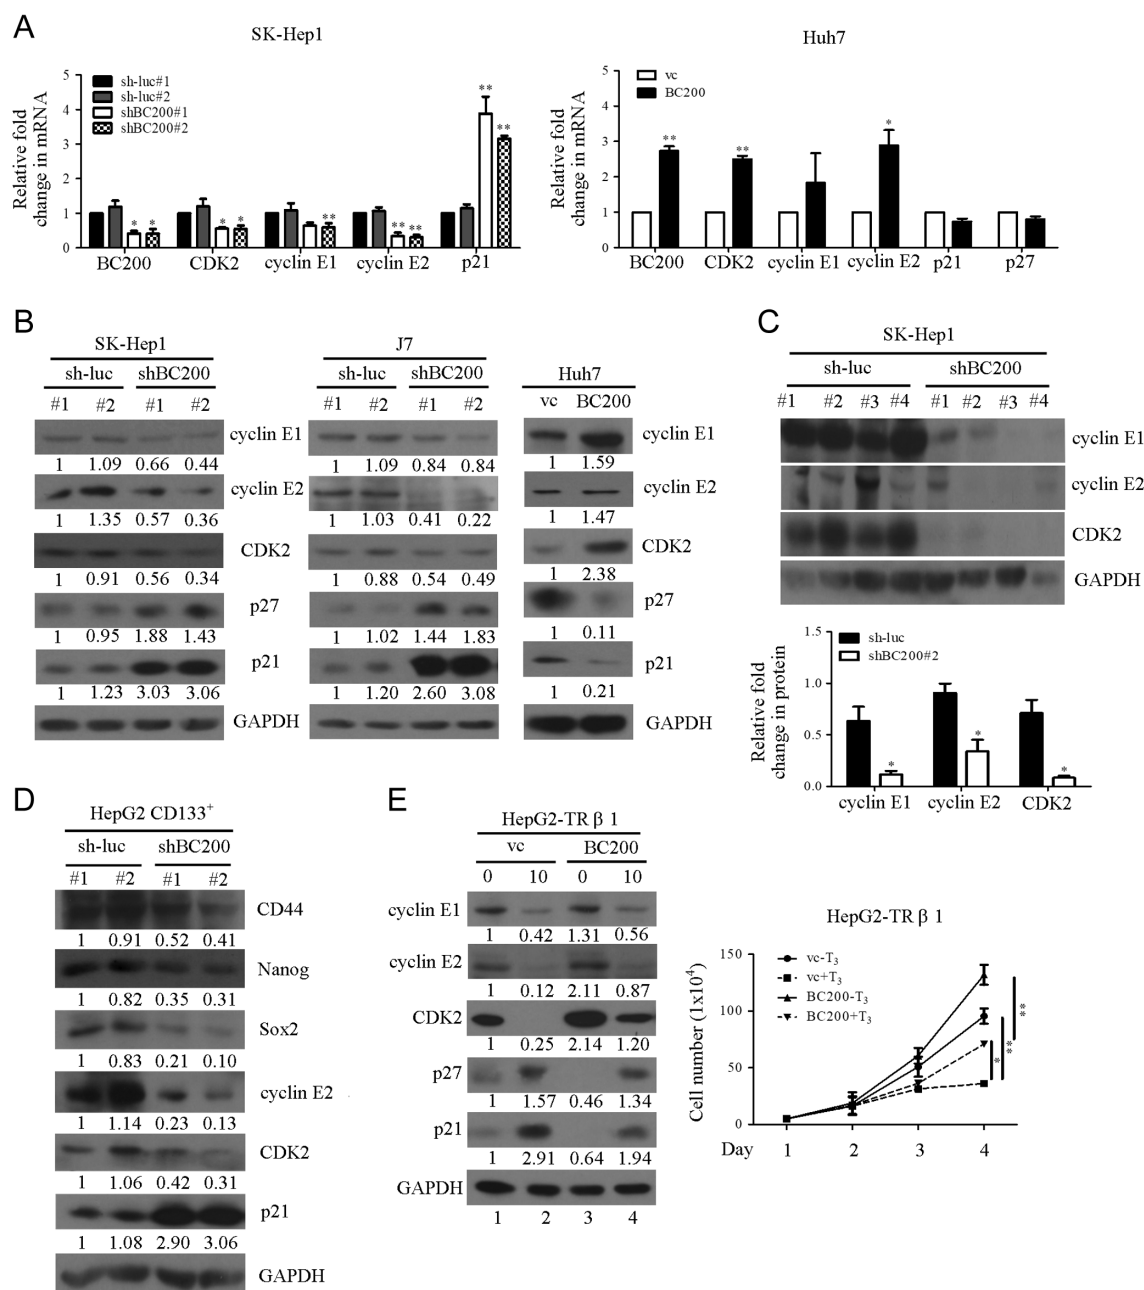 A
SK-Hep1
Relative fold
change in mRNA
5
4
3
2
1
0
sh-luc#1
sh-luc#2
shBC200#1
shBC200#2
* * * * ** ** ** ** **
BC200 CDK2 cyclin E1 cyclin E2 p21
Huh7
Relative fold
change in mRNA
5
4
3
2
1
0
vc
BC200
** ** *
BC200 CDK2 cyclin E1 cyclin E2 p21 p27
B
SK-Hep1
sh-luc shBC200
#1 #2 #1 #2
cyclin E1
1 1.09 0.66 0.44
cyclin E2
1 1.35 0.57 0.36
CDK2
1 0.91 0.56 0.34
p27
1 0.95 1.88 1.43
p21
1 1.23 3.03 3.06
GAPDH
J7
sh-luc shBC200
#1 #2 #1 #2
1 1.09 0.84 0.84
1 1.03 0.41 0.22
1 0.88 0.54 0.49
1 1.02 1.44 1.83
1 1.20 2.60 3.08
Huh7
vc BC200
cyclin E1
1 1.59
cyclin E2
1 1.47
CDK2
1 2.38
p27
1 0.11
p21
1 0.21
GAPDH
C
SK-Hep1
sh-luc shBC200
#1 #2 #3 #4 #1 #2 #3 #4
cyclin E1
cyclin E2
CDK2
GAPDH
Relative fold
change in protein
1.5
1.0
0.5
0.0
sh-luc
shBC200#2
* * *
cyclin E1 cyclin E2 CDK2
D
HepG2 CD133+
sh-luc shBC200
#1 #2 #1 #2
CD44
1 0.91 0.52 0.41
Nanog
1 0.82 0.35 0.31
Sox2
1 0.83 0.21 0.10
cyclin E2
1 1.14 0.23 0.13
CDK2
1 1.06 0.42 0.31
p21
1 1.08 2.90 3.06
GAPDH
E
HepG2-TR β 1
vc BC200
0 10 0 10
cyclin E1
1 0.42 1.31 0.56
cyclin E2
1 0.12 2.11 0.87
CDK2
1 0.25 2.14 1.20
p27
1 1.57 0.46 1.34
p21
1 2.91 0.64 1.94
GAPDH
1 2 3 4
HepG2-TR β 1
Cell number (1x10⁴)
150
100
50
0
vc-T₃
vc+T₃
BC200-T₃
BC200+T₃
* ** **
Day 1 2 3 4